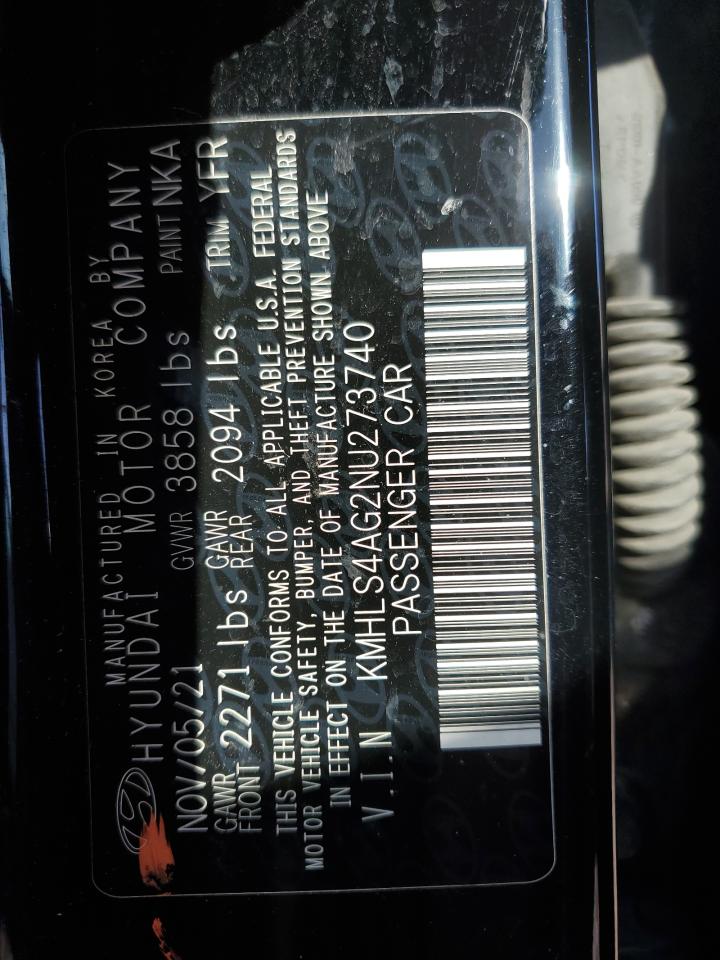 MANUFACTURED IN KOREA BY
HYUNDAI MOTOR COMPANY
NOV/05/21 GVWR 3858 lbs PAINT NKA
GAWR FRONT 2271 lbs GAWR REAR 2094 lbs TRIM YFR
THIS VEHICLE CONFORMS TO ALL APPLICABLE U.S.A. FEDERAL
MOTOR VEHICLE SAFETY, BUMPER, AND THEFT PREVENTION STANDARDS
IN EFFECT ON THE DATE OF MANUFACTURE SHOWN ABOVE
V.I.N KMHLS4AG2NU273740
PASSENGER CAR